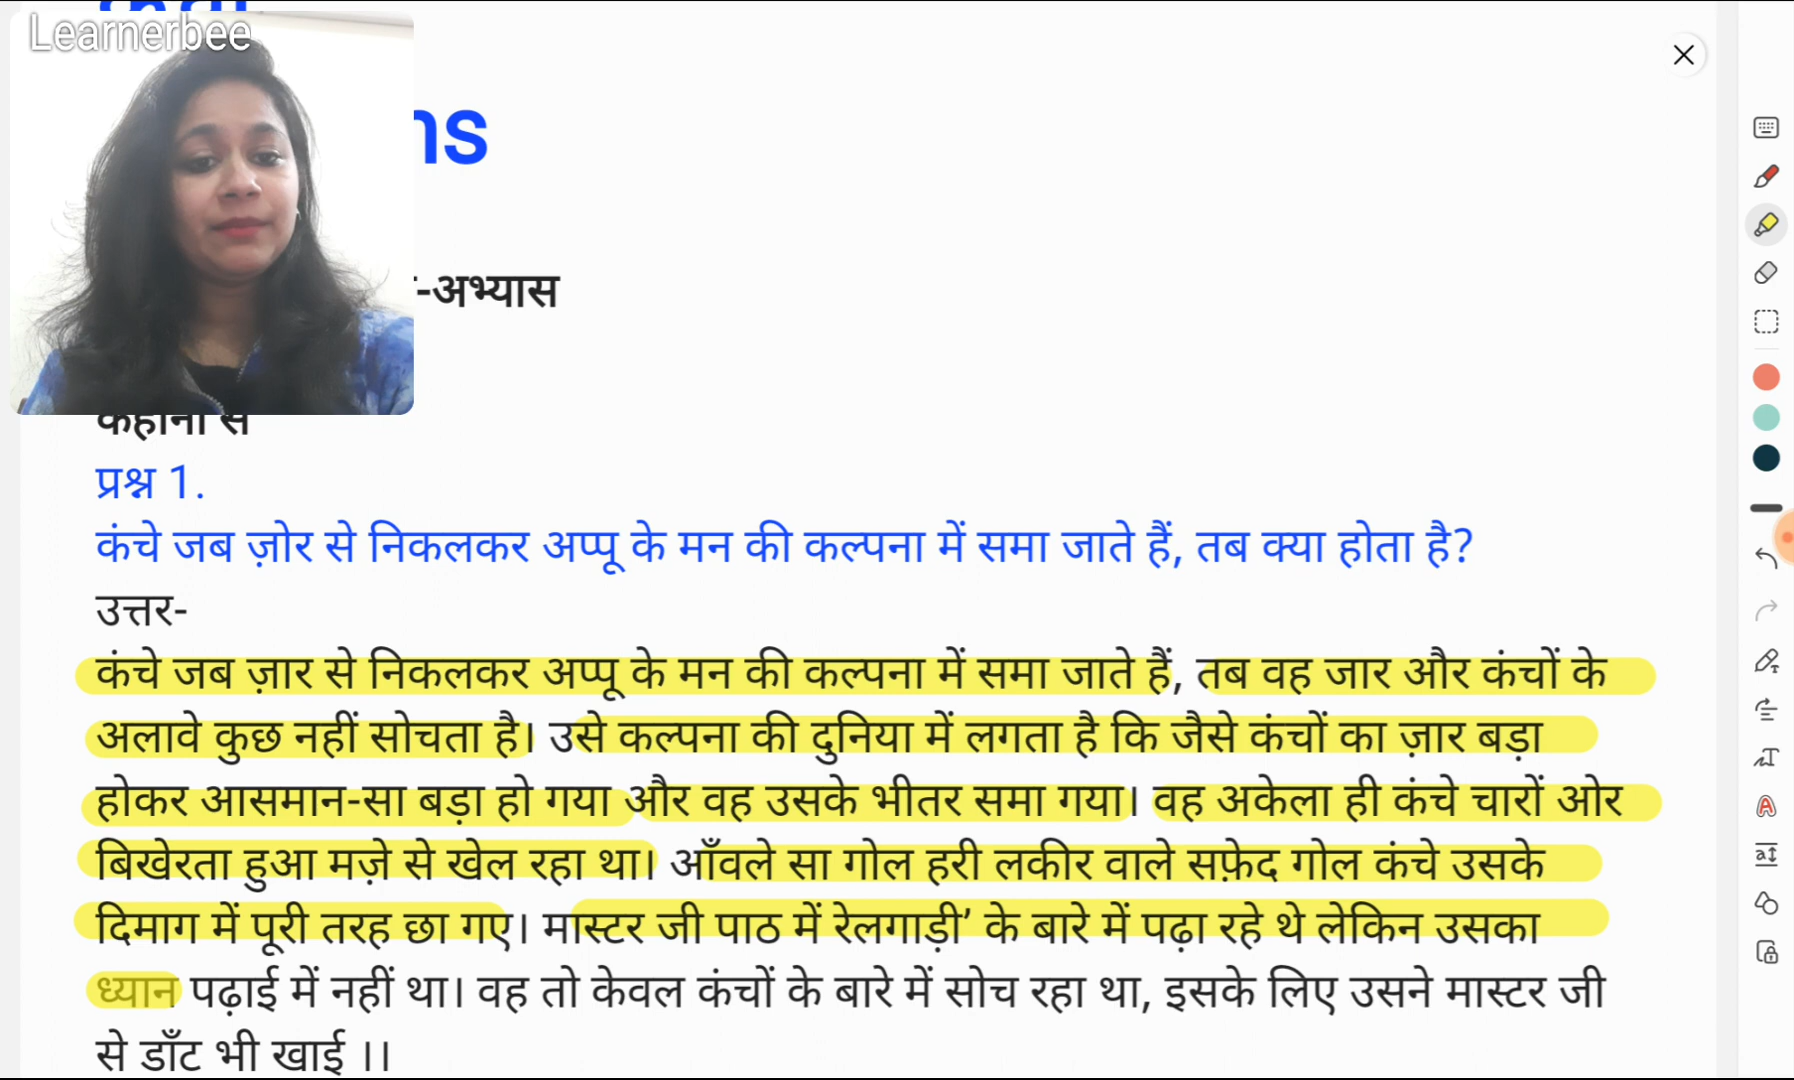 Learnerbee
-अभ्यास
कहानी से
प्रश्न 1.
कंचे जब ज़ोर से निकलकर अप्पू के मन की कल्पना में समा जाते हैं, तब क्या होता है?
उत्तर-
कंचे जब ज़ार से निकलकर अप्पू के मन की कल्पना में समा जाते हैं, तब वह जार और कंचों के
अलावे कुछ नहीं सोचता है। उसे कल्पना की दुनिया में लगता है कि जैसे कंचों का ज़ार बड़ा
होकर आसमान-सा बड़ा हो गया और वह उसके भीतर समा गया। वह अकेला ही कंचे चारों ओर
बिखेरता हुआ मज़े से खेल रहा था। आँवले सा गोल हरी लकीर वाले सफ़ेद गोल कंचे उसके
दिमाग में पूरी तरह छा गए। मास्टर जी पाठ में रेलगाड़ी’ के बारे में पढ़ा रहे थे लेकिन उसका
ध्यान पढ़ाई में नहीं था। वह तो केवल कंचों के बारे में सोच रहा था, इसके लिए उसने मास्टर जी
से डाँट भी खाई ।।